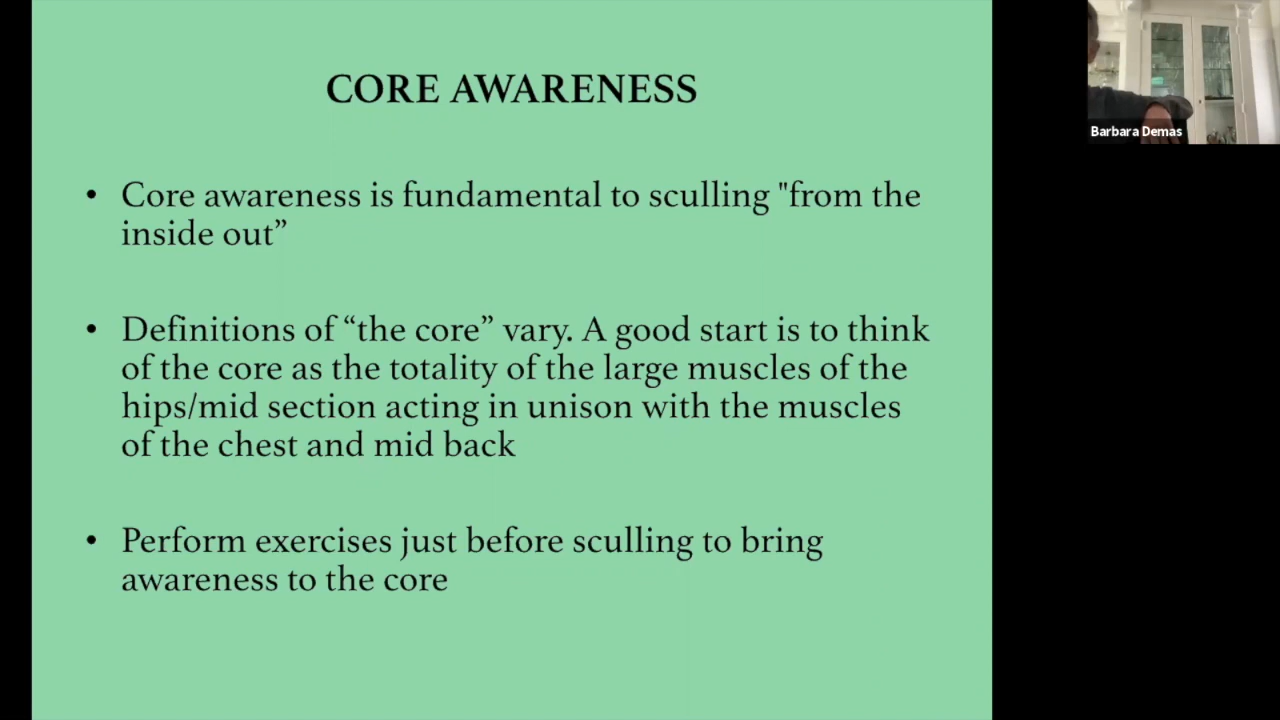 CORE AWARENESS
• Core awareness is fundamental to sculling "from the
inside out”
• Definitions of “the core” vary. A good start is to think
of the core as the totality of the large muscles of the
hips/mid section acting in unison with the muscles
of the chest and mid back
• Perform exercises just before sculling to bring
awareness to the core
Barbara Demas